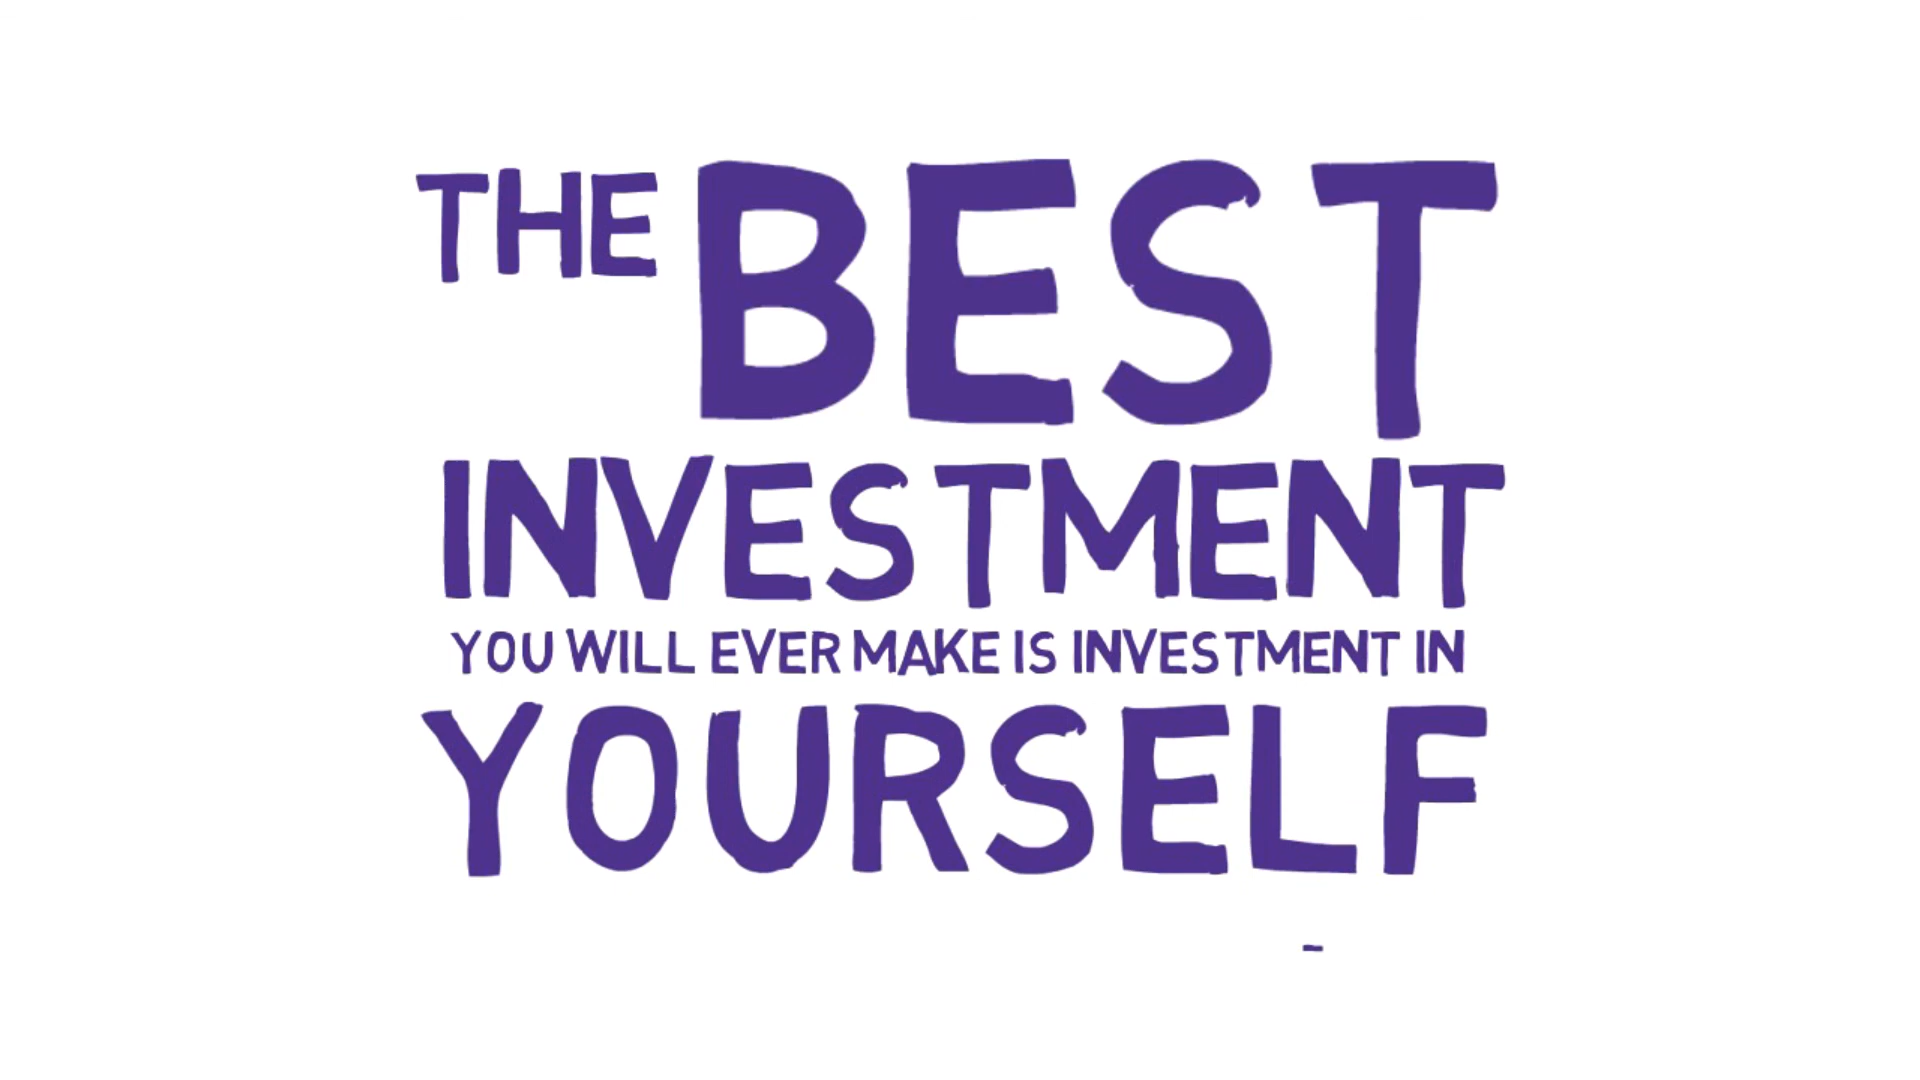 THE BEST
INVESTMENT
YOU WILL EVER MAKE IS INVESTMENT IN
YOURSELF
-